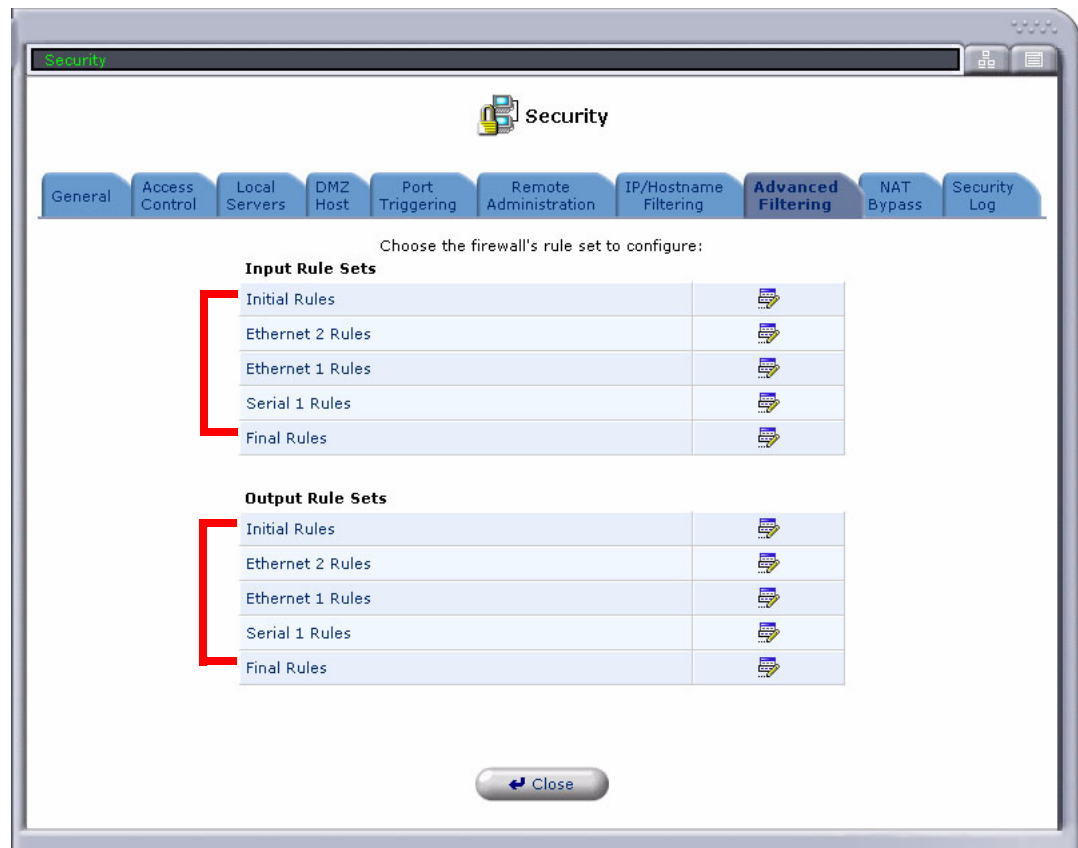 Security
Security
General
Access Control
Local Servers
DMZ Host
Port Triggering
Remote Administration
IP/Hostname Filtering
Advanced Filtering
NAT Bypass
Security Log
Choose the firewall's rule set to configure:
Input Rule Sets
Initial Rules
Ethernet 2 Rules
Ethernet 1 Rules
Serial 1 Rules
Final Rules
Output Rule Sets
Initial Rules
Ethernet 2 Rules
Ethernet 1 Rules
Serial 1 Rules
Final Rules
Close